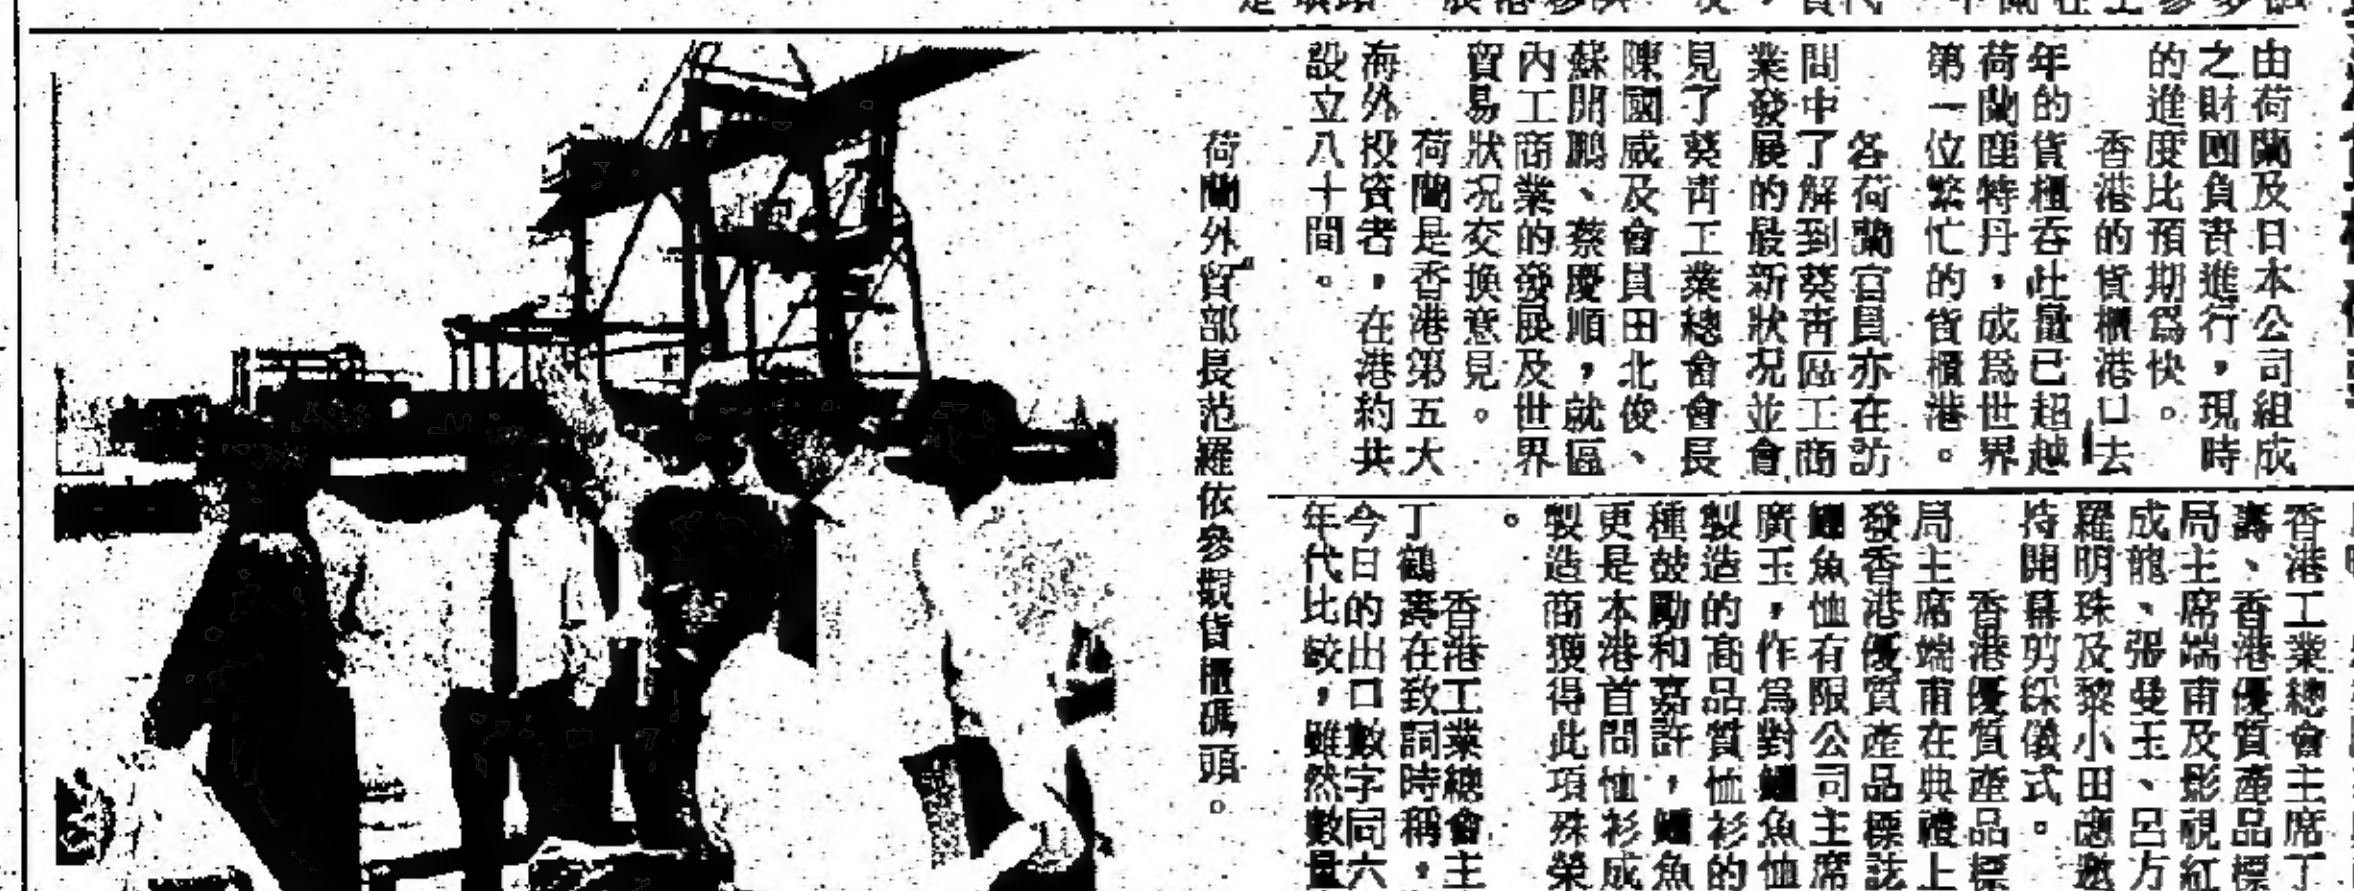 由荷蘭及日本公司組成
之財團負責進行，現時
的進度比預期爲快。
香港的貨櫃港口去
年的貨櫃吞吐量已超越
荷蘭鹿特丹，成爲世界
第一位繁忙的貨櫃港。
各荷蘭官員亦在訪
問中了解到葵青區工商
業發展的最新狀況並會
見了葵青工業總會會長
陳國威及會員田北俊、
蘇開鵬、蔡慶順，就區
內工商業的發展及世界
貿易狀況交換意見。
荷蘭是香港第五大
海外投資者，在港約共
設立八十間。
荷蘭外貿部長范羅依參觀貨櫃碼頭。
香港工業總會主席丁
壽、香港優質產品標
局主席端甫及影視紅
成龍、張曼玉、呂方
羅明珠及黎小田應邀
持開幕剪綵儀式。
香港優質產品標
局主席端甫在典禮上
發香港優質產品標誌
鱷魚恤有限公司主席
廣玉，作爲對鱷魚恤
製造的高品質恤衫的
種鼓勵和嘉許，鱷魚
更是本港首間恤衫成
製造商獲得此項殊榮
。
香港工業總會主
丁鶴壽在致詞時稱，
今日的出口數字同六
年代比較，雖然數量